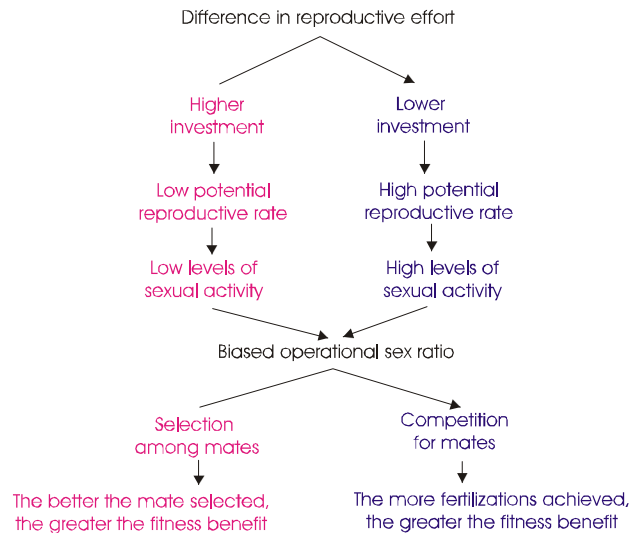 Difference in reproductive effort
Higher
investment
Lower
investment
Low potential
reproductive rate
High potential
reproductive rate
Low levels of
sexual activity
High levels of
sexual activity
Biased operational sex ratio
Selection
among mates
Competition
for mates
The better the mate selected,
the greater the fitness benefit
The more fertilizations achieved,
the greater the fitness benefit